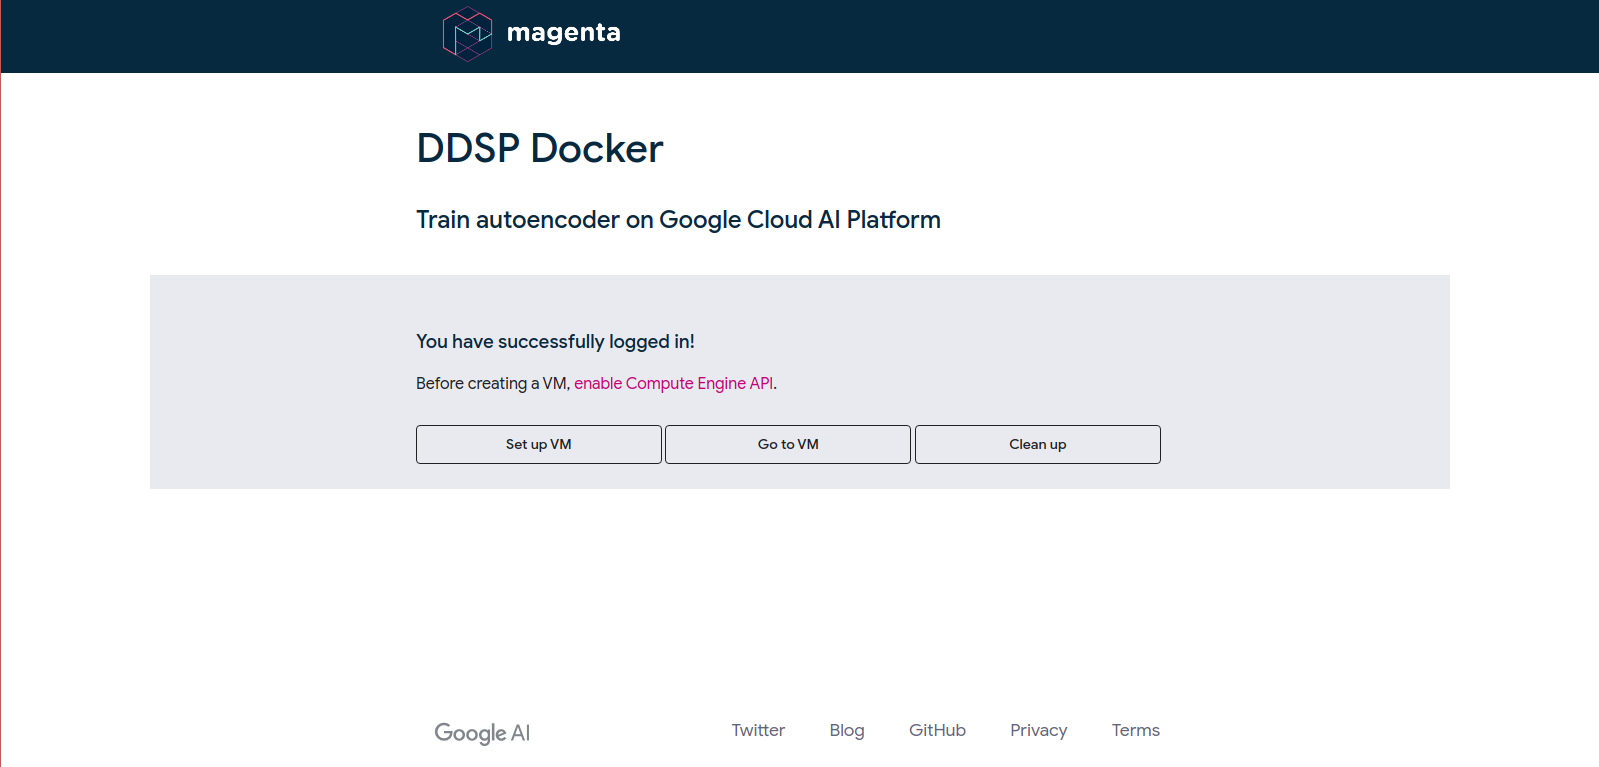 magenta
DDSP Docker
Train autoencoder on Google Cloud AI Platform
You have successfully logged in!
Before creating a VM, enable Compute Engine API.
Set up VM Go to VM Clean up
Google AI Twitter Blog GitHub Privacy Terms